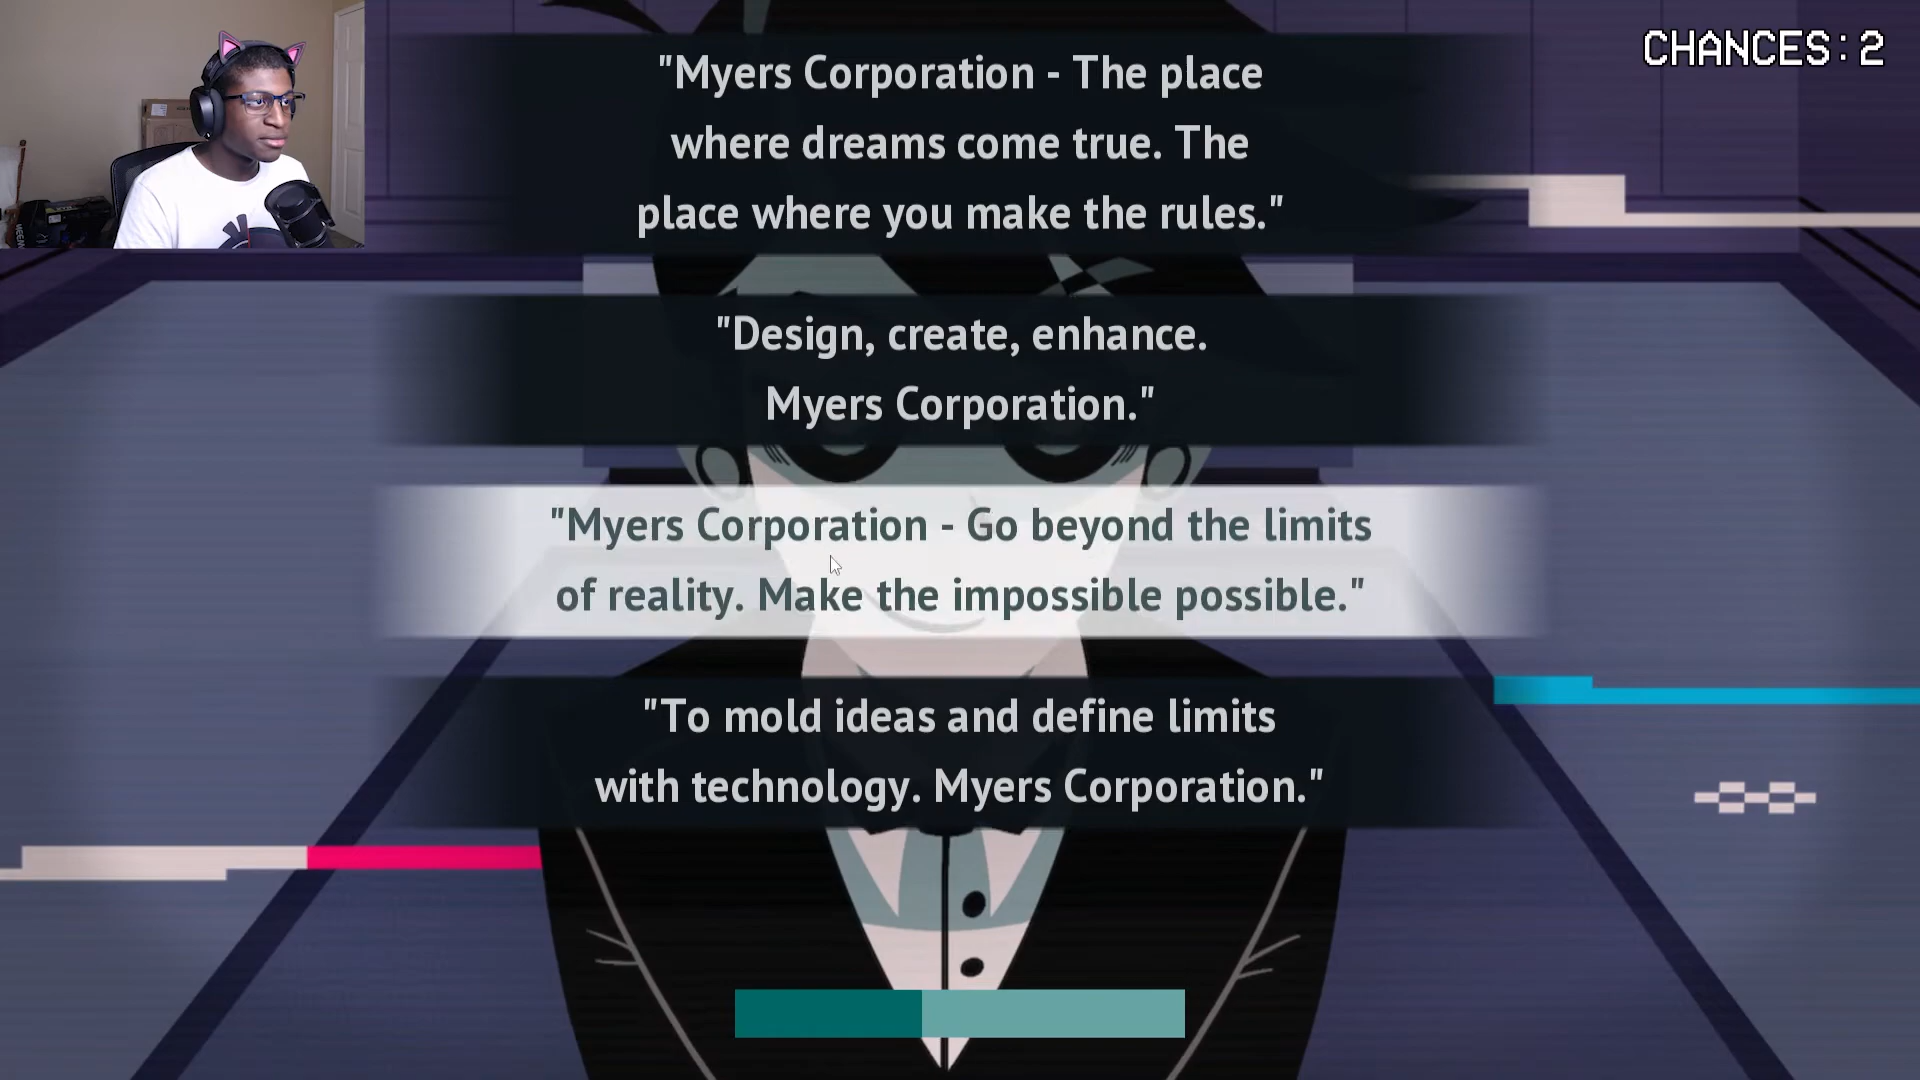 CHANCES:2
"Myers Corporation - The place
where dreams come true. The
place where you make the rules."
"Design, create, enhance.
Myers Corporation."
"Myers Corporation - Go beyond the limits
of reality. Make the impossible possible."
"To mold ideas and define limits
with technology. Myers Corporation."